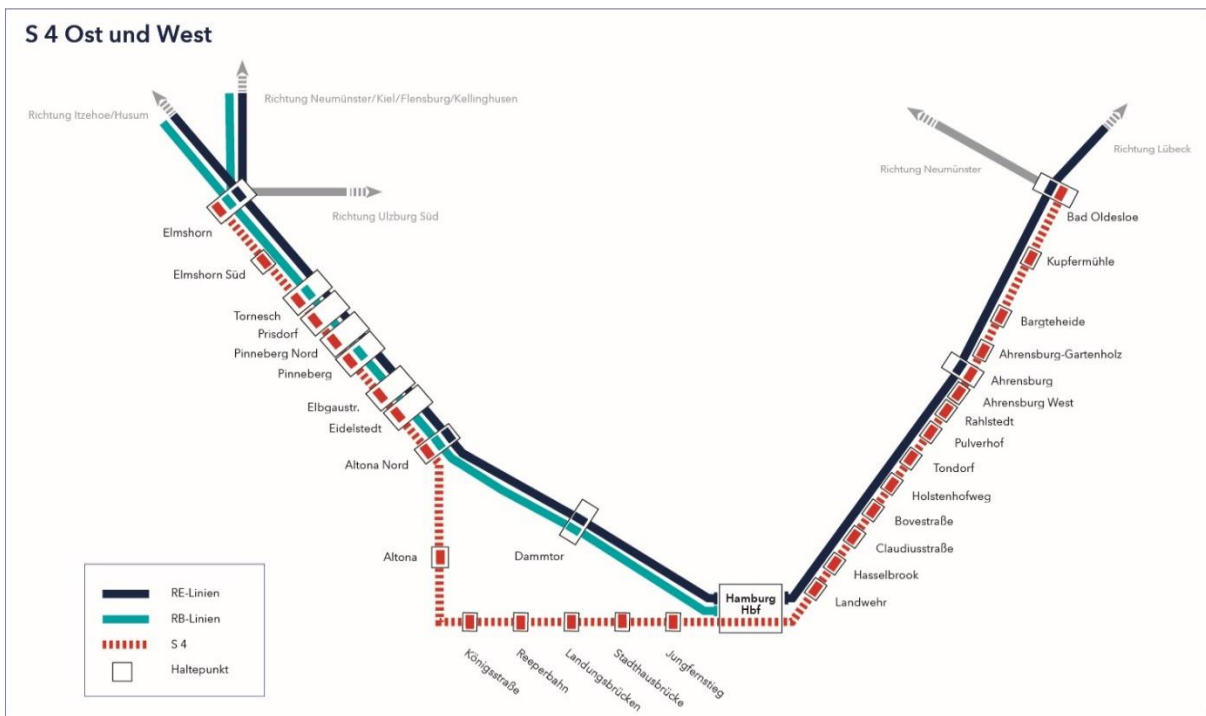 S 4 Ost und West
Richtung Neumünster/Kiel/Flensburg/Kellinghusen
Richtung Itzehoe/Husum
Richtung Ulzburg Süd
Richtung Lübeck
Richtung Neumünster
Elmshorn
Elmshorn Süd
Tornesch
Prisdorf
Pinneberg Nord
Pinneberg
Elbgaustr.
Eidelstedt
Altona Nord
Altona
Dammtor
Königsstraße
Reeperbahn
Landungsbrücken
Stadthausbrücke
Jungfernstieg
Hamburg
Hbf
Bad Oldesloe
Kupfermühle
Bargteheide
Ahrensburg-Gartenholz
Ahrensburg
Ahrensburg West
Rahlstedt
Pulverhof
Tondorf
Holstenhofweg
Bovestraße
Claudiusstraße
Hasselbrook
Landwehr
RE-Linien
RB-Linien
S 4
Haltepunkt